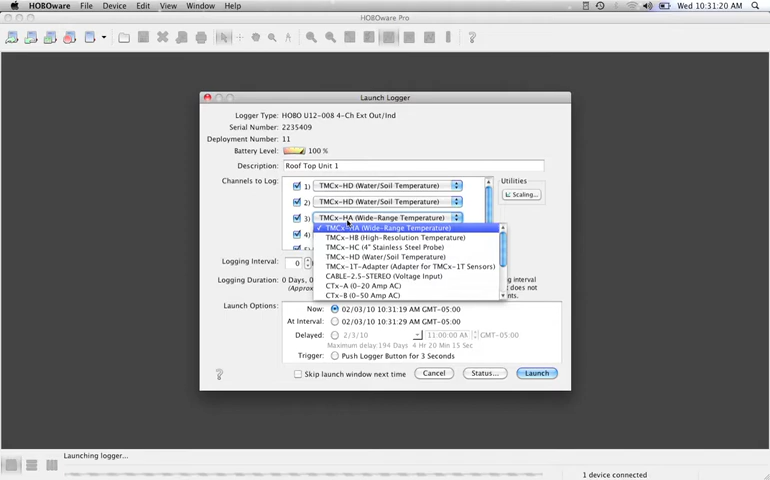 HOBOware File Device Edit View Window Help Wed 10:31:20 AM
HOBOware Pro
Launch Logger
Logger Type: HOBO U12-008 4-Ch Ext Out/Ind
Serial Number: 2235409
Deployment Number: 11
Battery Level: 100 %
Description: Roof Top Unit 1
Channels to Log:
Utilities
1) TMCx-HD (Water/Soil Temperature)
Scaling...
2) TMCx-HD (Water/Soil Temperature)
3) TMCx-HA (Wide-Range Temperature)
✓ TMCx-HA (Wide-Range Temperature)
4)
TMCx-HB (High-Resolution Temperature)
TMCx-HC (4" Stainless Steel Probe)
TMCx-HD (Water/Soil Temperature)
Logging Interval: 0
TMCx-1T-Adapter (Adapter for TMCx-1T Sensors)
CABLE-2.5-STEREO (Voltage Input)
Logging Duration: 0 Days, 0
ng interval
CTx-A (0-20 Amp AC)
(Approx
t does not
CTx-B (0-50 Amp AC)
nts.
Launch Options: Now: 02/03/10 10:31:19 AM GMT-05:00
At Interval: 02/03/10 10:31:29 AM GMT-05:00
Delayed: 2/3/10 11:00:00 AM GMT-05:00
Maximum delay 194 Days 4 Hr 20 Min 15 Sec
Trigger: Push Logger Button for 3 Seconds
? Skip launch window next time Cancel Status... Launch
Launching logger...
1 device connected